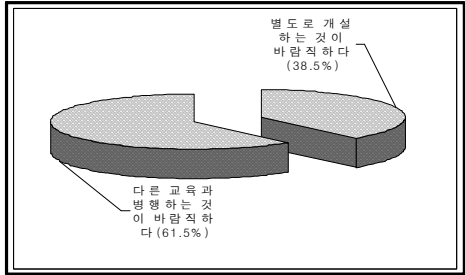 별도로 개설
하는 것이
바람직하다
(38.5%)
다른 교육과
병행하는 것
이 바람직하
다(61.5%)